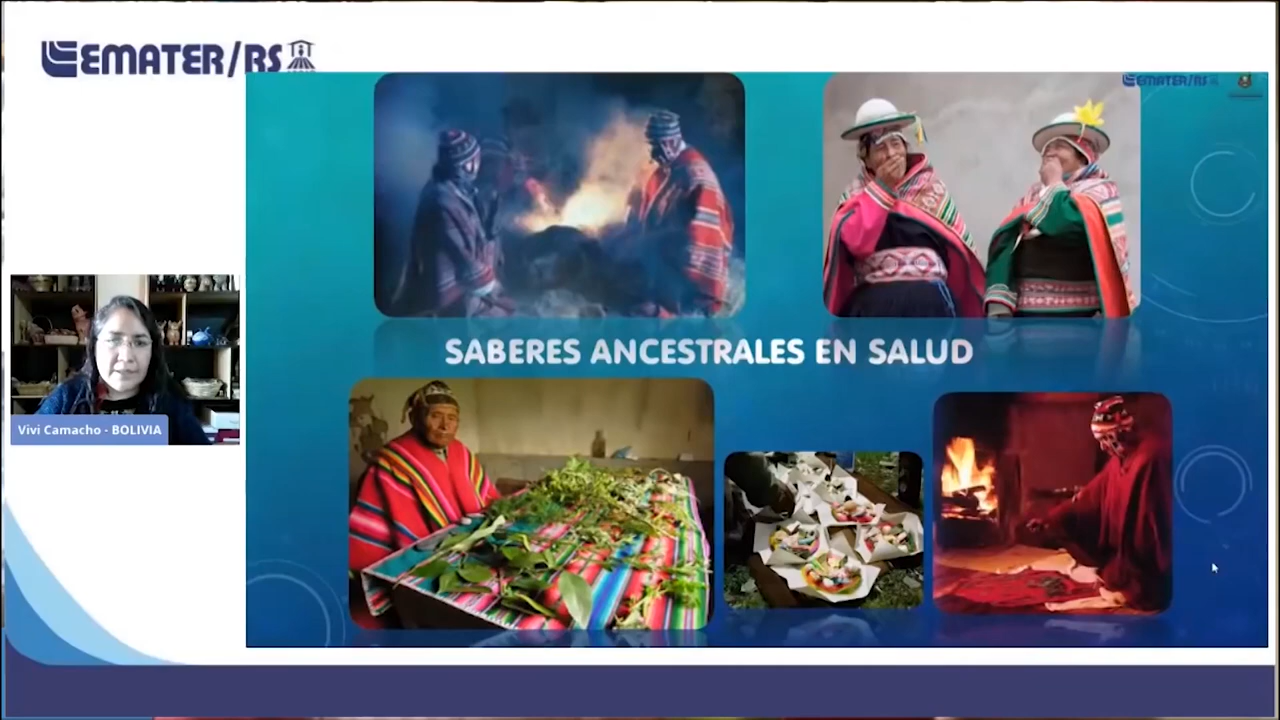 EMATER/RS
EMATER/RS
SABERES ANCESTRALES EN SALUD
Vivi Camacho - BOLIVIA